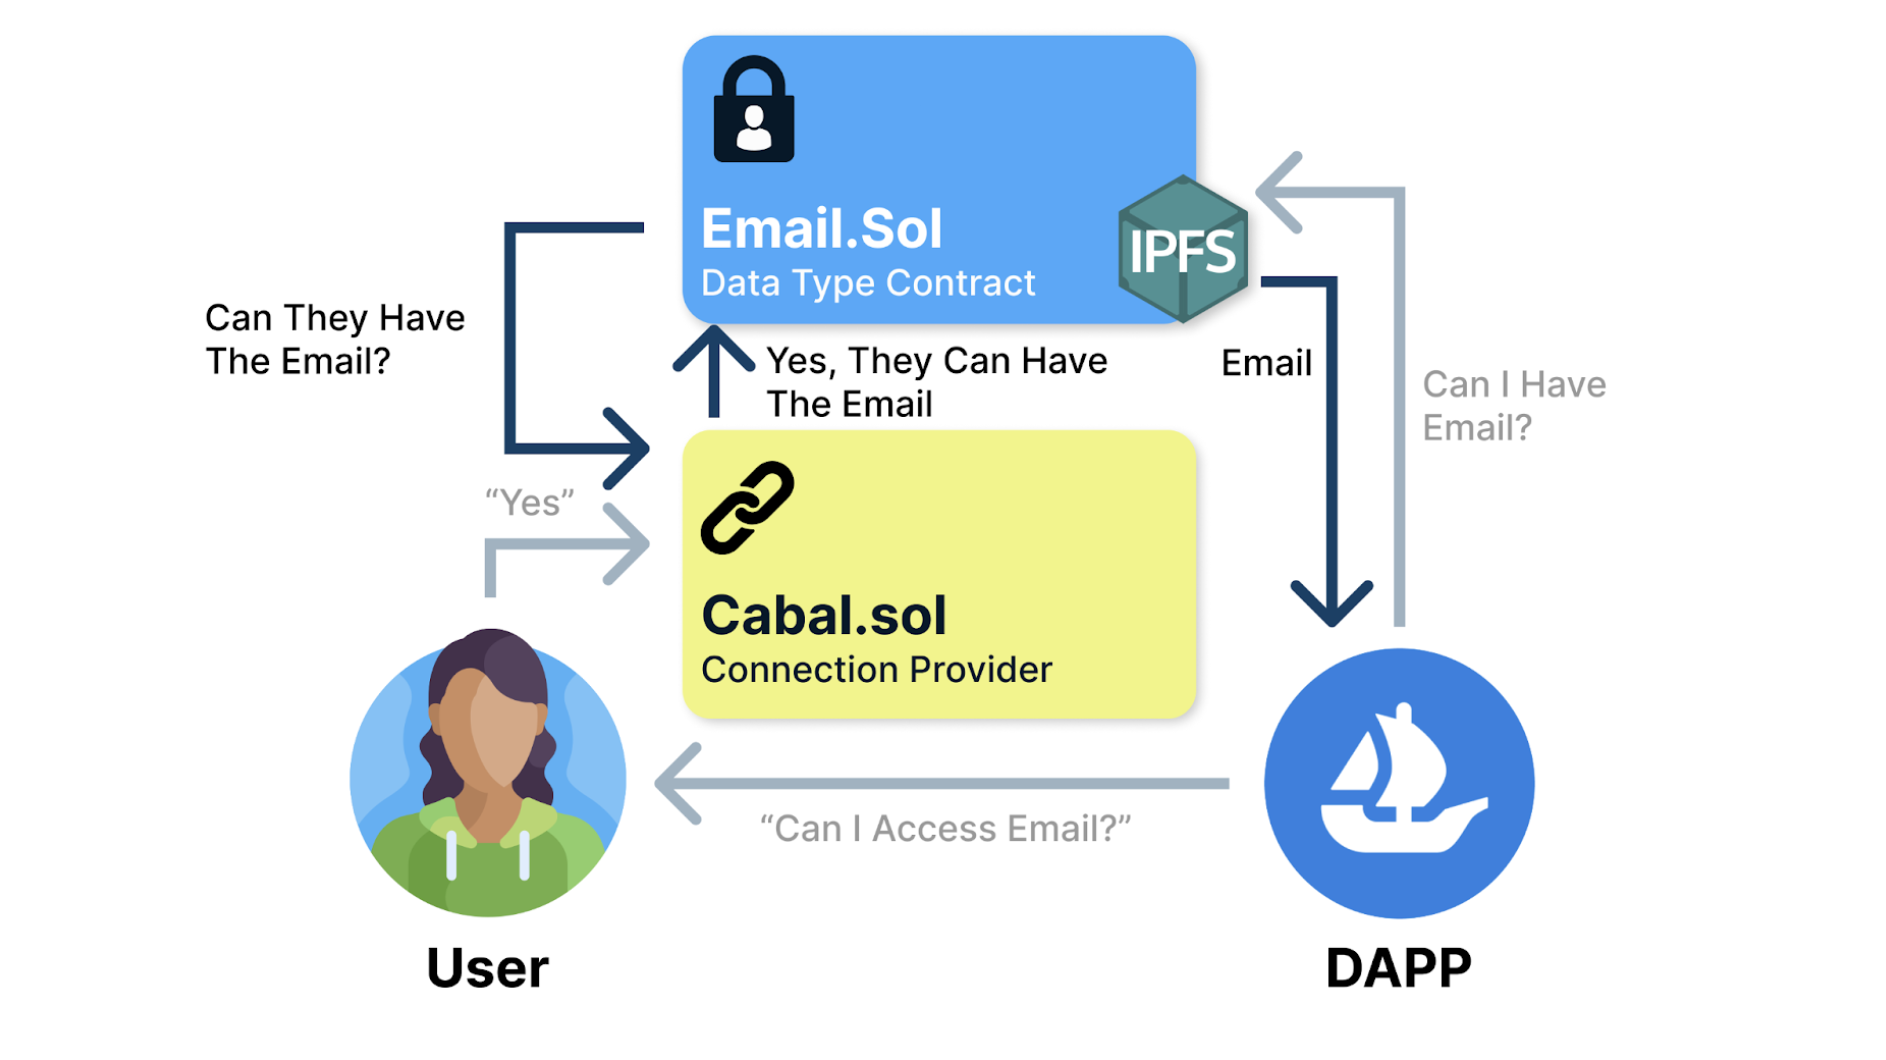 Email.Sol
Data Type Contract
IPFS
Can They Have
The Email?
Yes, They Can Have
The Email
Email
Can I Have
Email?
“Yes”
Cabal.sol
Connection Provider
“Can I Access Email?”
User
DAPP